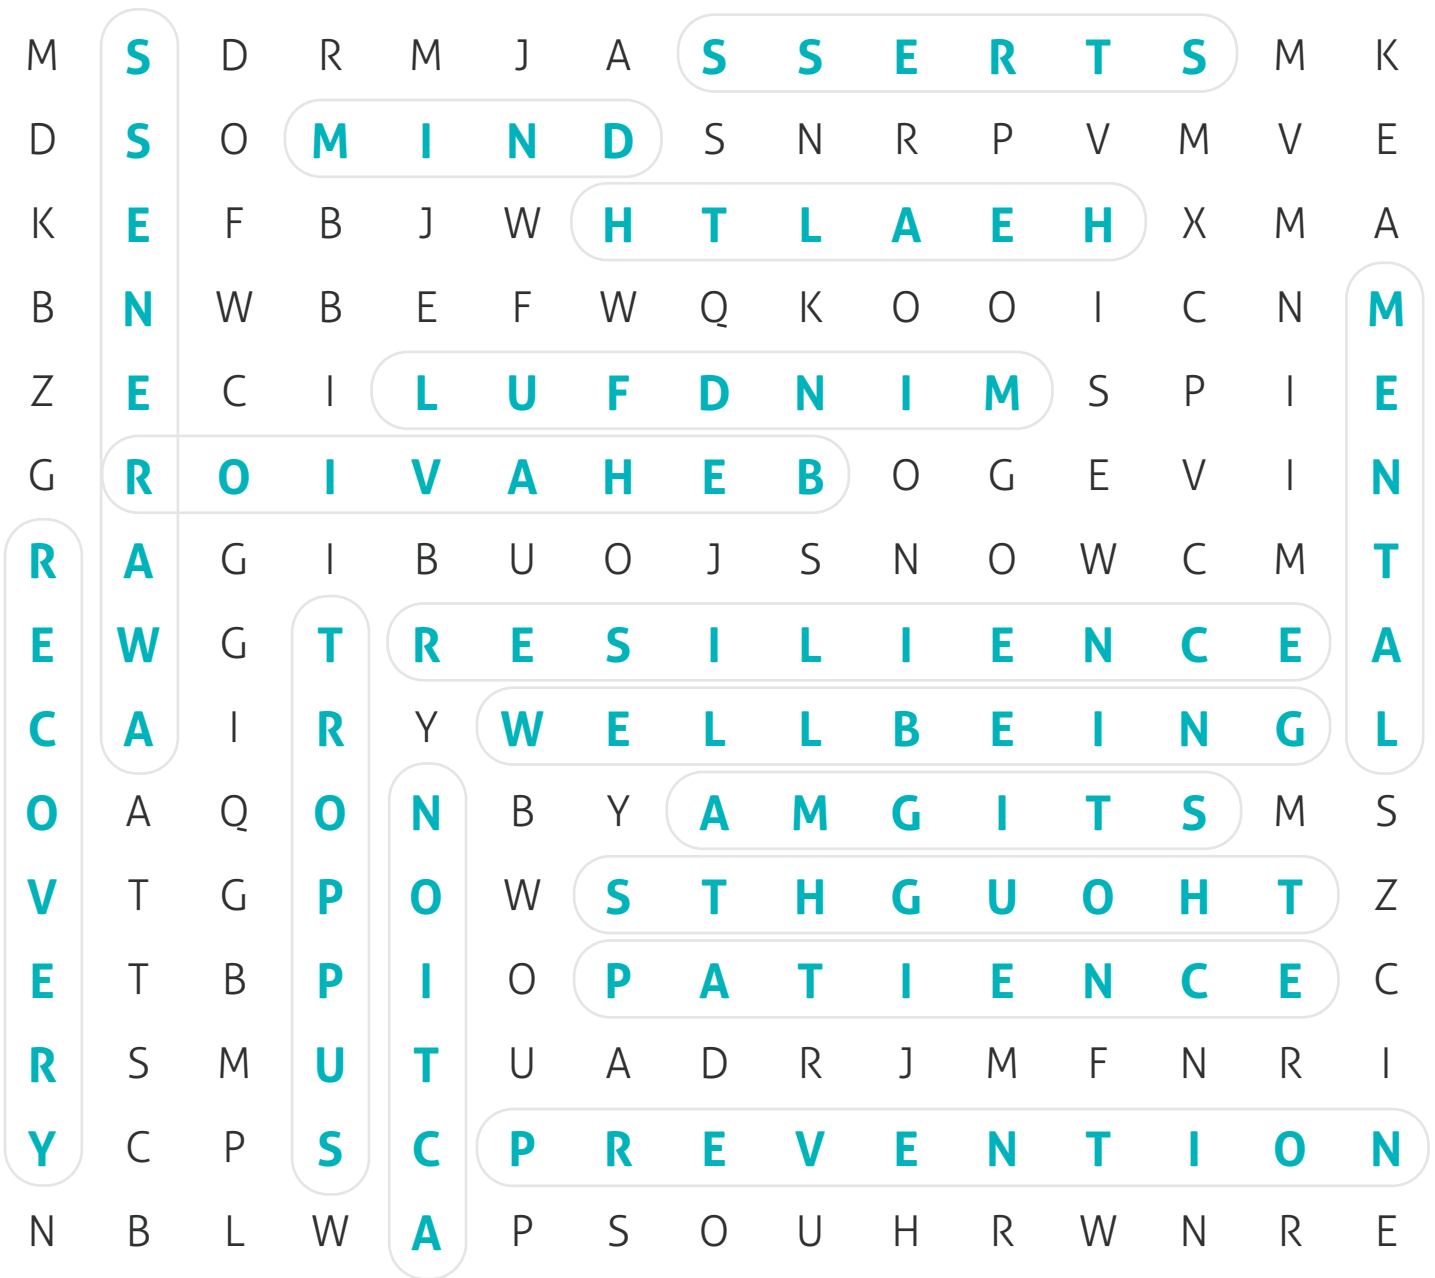 M S D R M J A S S E R T S M K
D S O M I N D S N R P V M V E
K E F B J W H T L A E H X M A
B N W B E F W Q K O O I C N M
Z E C I L U F D N I M S P I E
G R O I V A H E B O G E V I N
R A G I B U O J S N O W C M T
E W G T R E S I L I E N C E A
C A I R Y W E L L B E I N G L
O A Q O N B Y A M G I T S M S
V T G P O W S T H G U O H T Z
E T B P I O P A T I E N C E C
R S M U T U A D R J M F N R I
Y C P S C P R E V E N T I O N
N B L W A P S O U H R W N R E